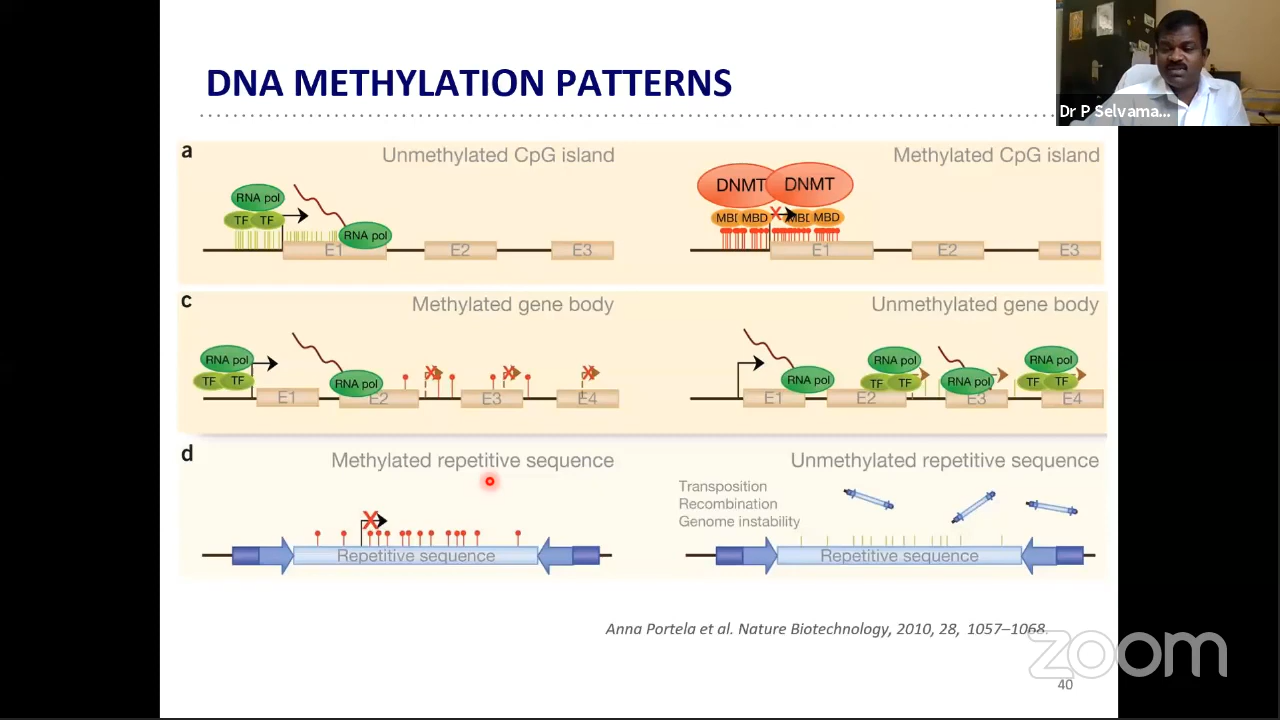 DNA METHYLATION PATTERNS
Dr P Selvama...
a
Unmethylated CpG island
Methylated CpG island
RNA pol
TF TF
RNA pol
E1
E2
E3
DNMT DNMT
MBD MBD
E1
E2
E3
c
Methylated gene body
Unmethylated gene body
RNA pol
TF TF
RNA pol
E1
E2
E3
E4
RNA pol
RNA pol
TF TF
RNA pol
RNA pol
TF TF
E1
E2
E3
E4
d
Methylated repetitive sequence
Unmethylated repetitive sequence
Transposition
Recombination
Genome instability
Repetitive sequence
Repetitive sequence
Anna Portela et al. Nature Biotechnology, 2010, 28, 1057–1068.
zoom
40